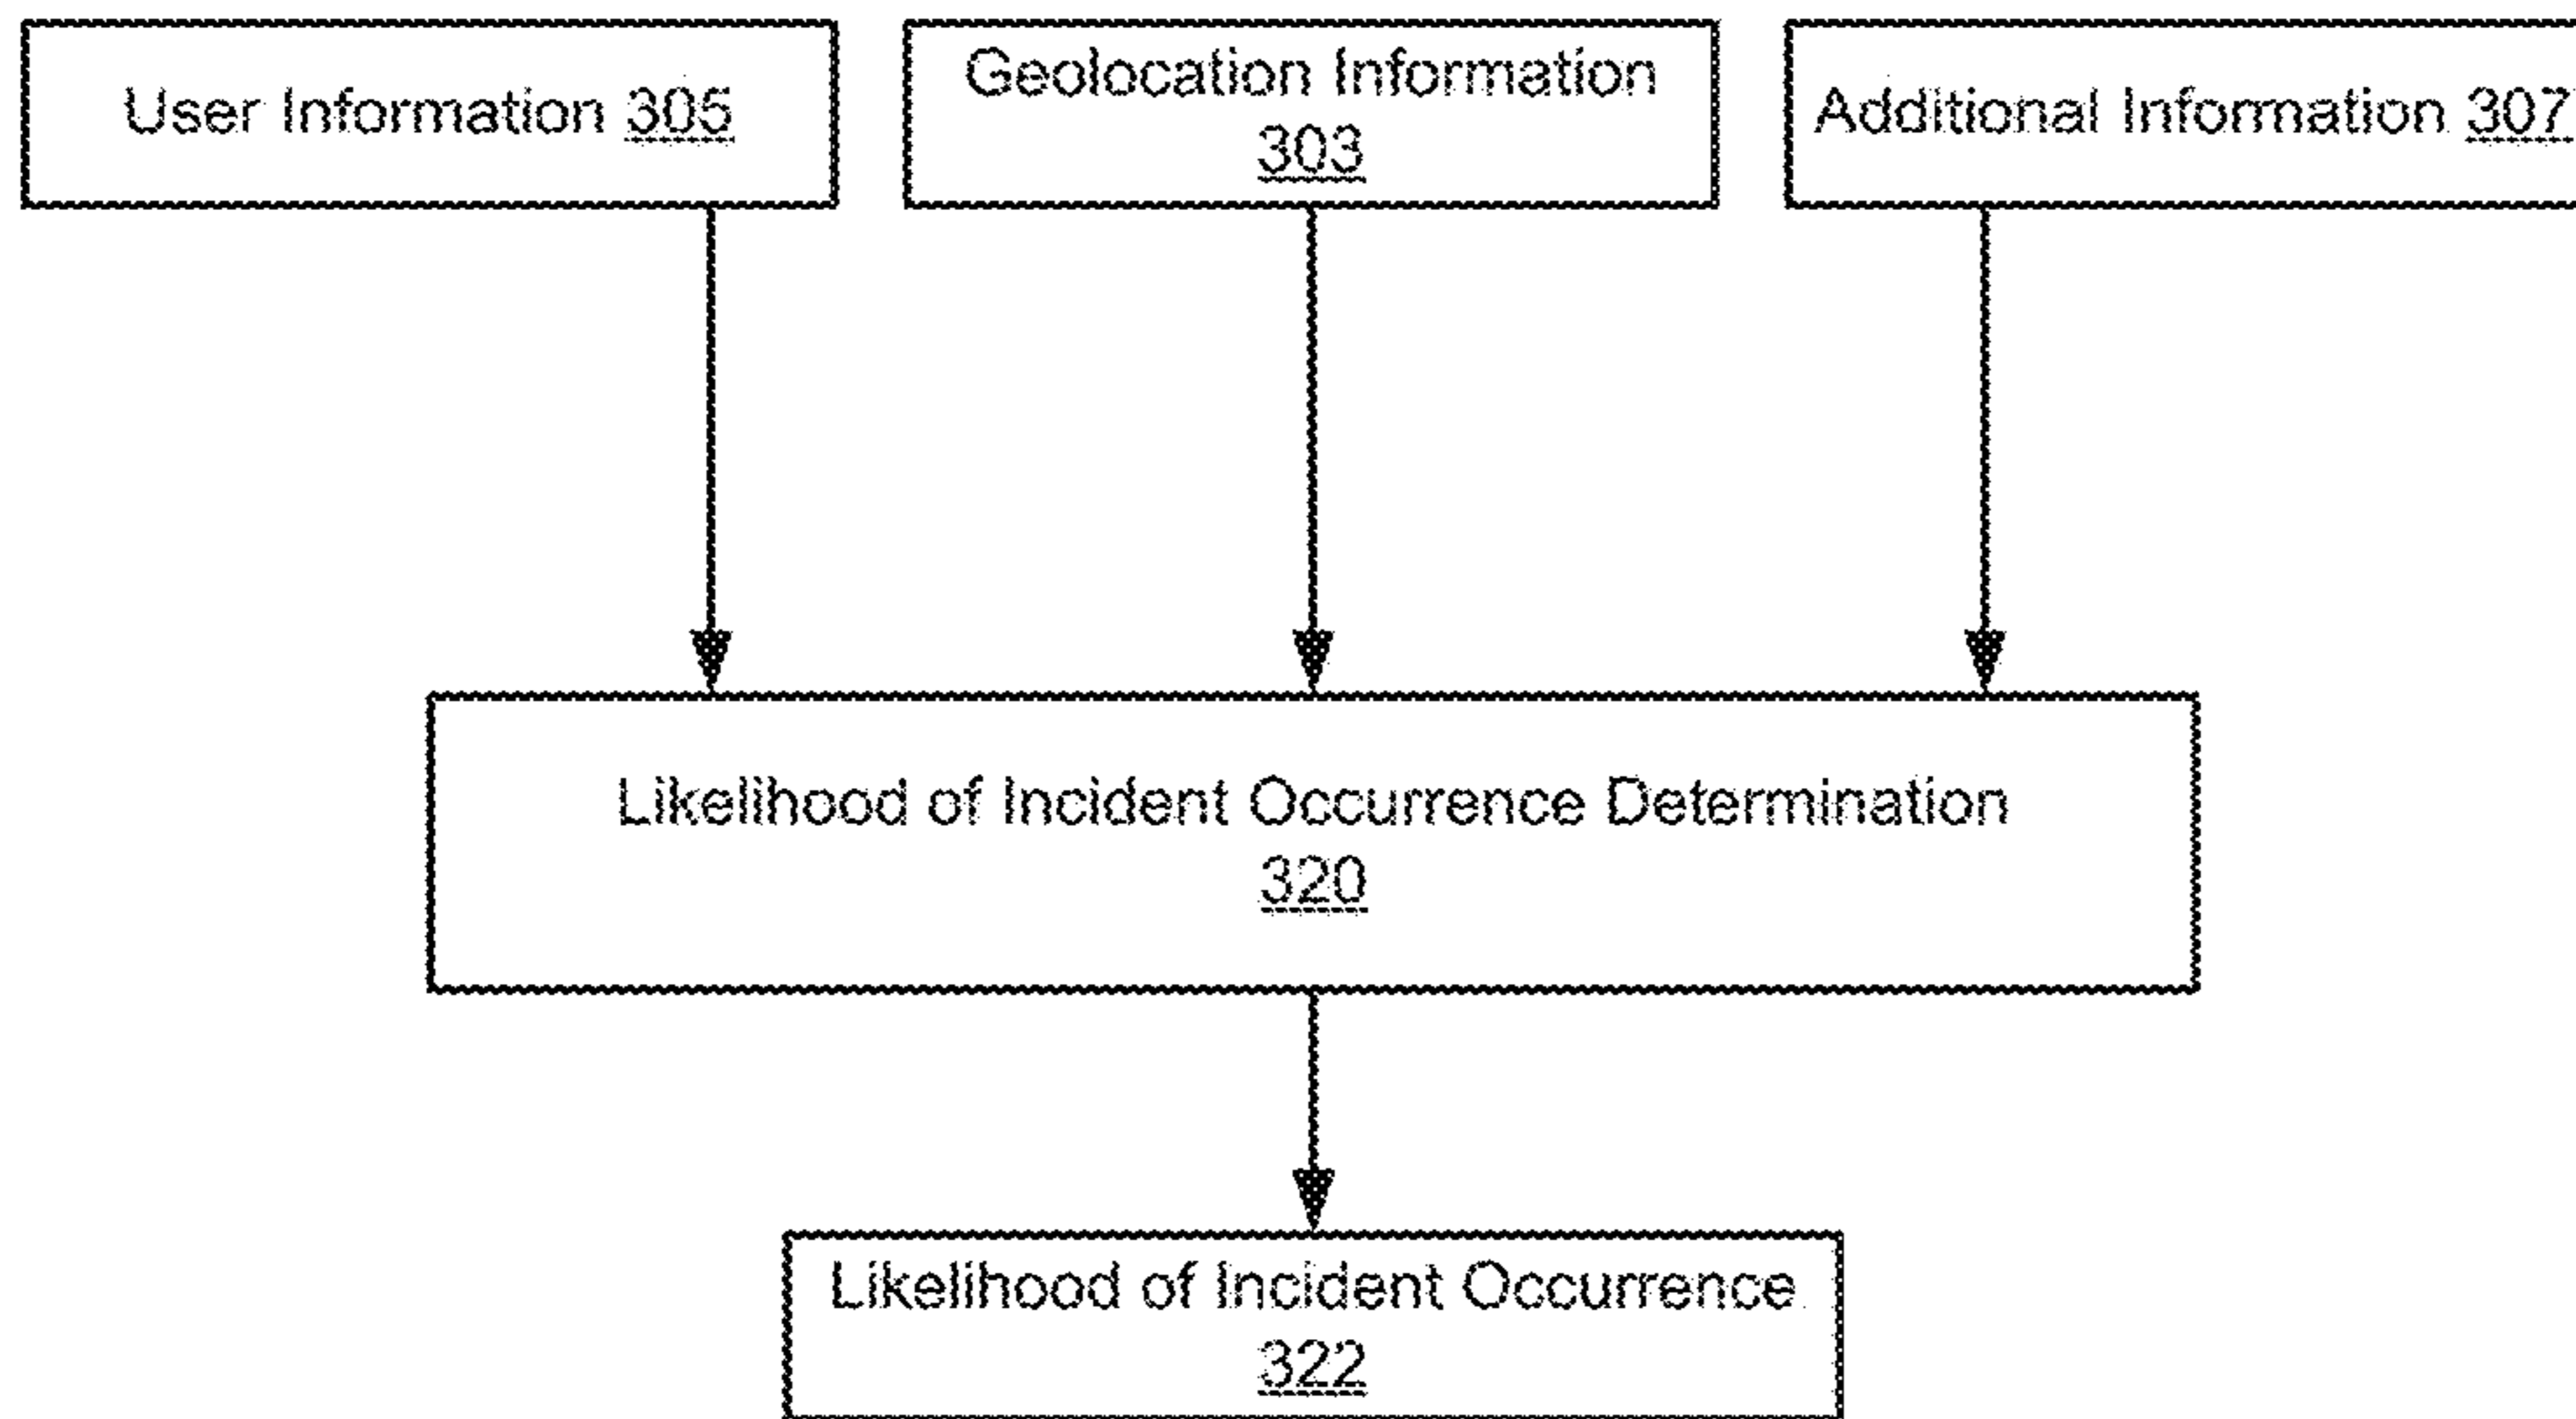 User Information 305
Geolocation Information
303
Additional Information 307
Likelihood of Incident Occurrence Determination
320
Likelihood of Incident Occurrence
322